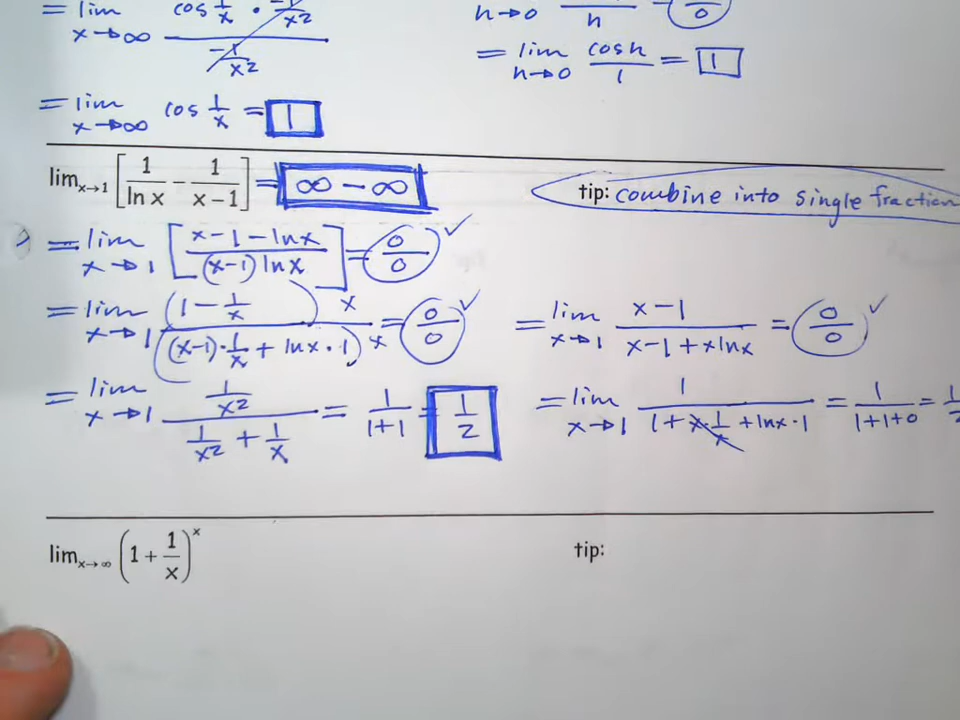 = lim x→∞ (cos 1/x · -1/x2) / (-1/x2)
= lim x→∞ cos 1/x = 1
h→0 h 0
= lim h→0 cosh/1 = 1
lim x→1 [1/ln x − 1/(x−1)] = ∞ − ∞
tip: combine into single fraction
= lim x→1 [(x−1−lnx)/((x−1)lnx)] = 0/0 ✓
= lim x→1 (1 − 1/x) x / ((x−1)·1/x + lnx·1) x = 0/0 ✓
= lim x→1 (x−1)/(x−1+xlnx) = 0/0 ✓
= lim x→1 (1/x2)/(1/x2 + 1/x) = 1/(1+1) = 1/2
= lim x→1 1/(1+x·1/x+lnx·1) = 1/(1+1+0) = 1/2
lim x→∞ (1 + 1/x)^x
tip: